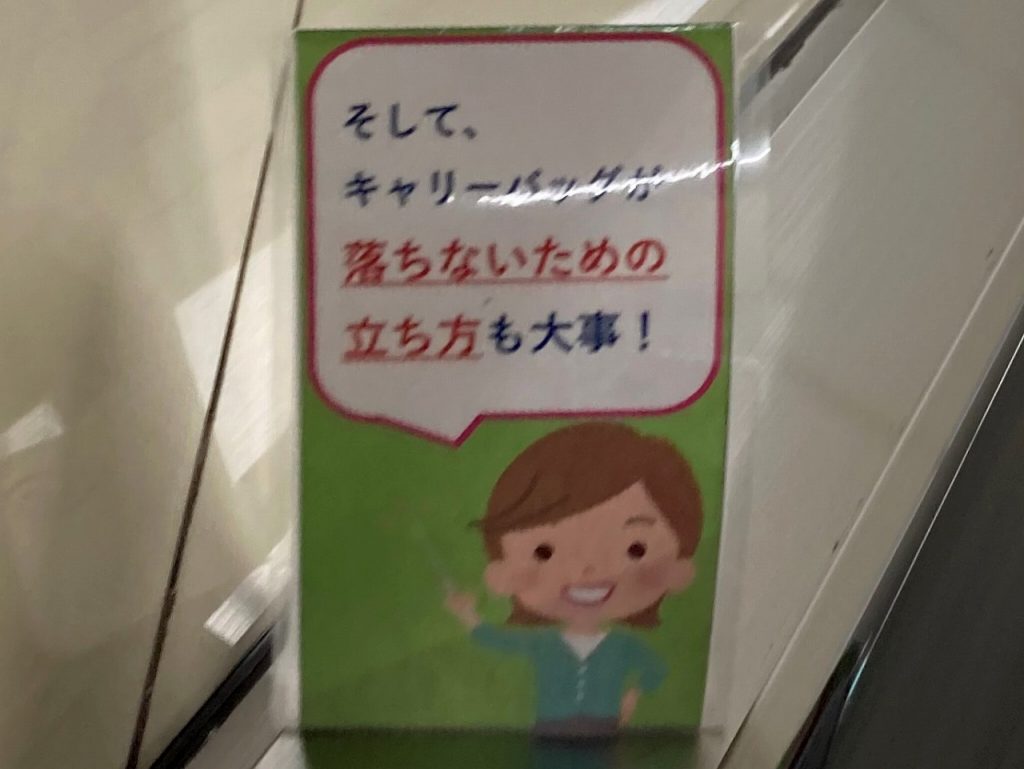 そして、
キャリーバッグが
落ちないための
立ち方も大事！